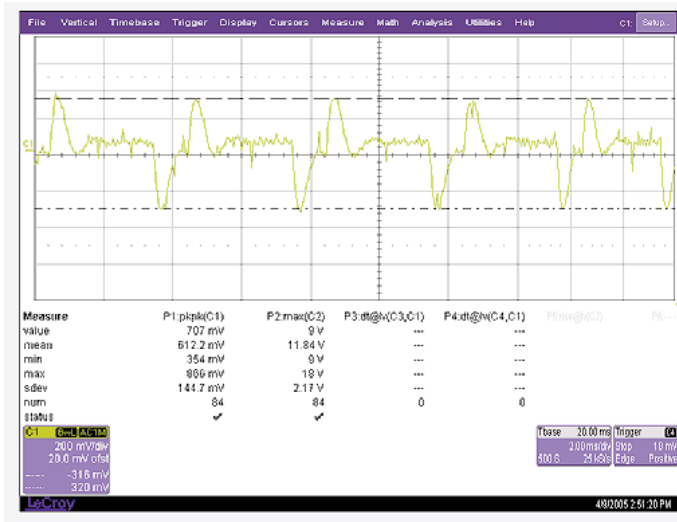 File Vertical Timebase Trigger Display Cursors Measure Math Analysis Utilities Help C1: Setup...
C1
Measure P1:pkpk(C1) P2:max(C2) P3:dt@lv(C3,C1) P4:dt@lv(C4,C1) P6:---
value 707 mV 9 V --- ---
mean 612.2 mV 11.84 V --- ---
min 354 mV 9 V --- ---
max 866 mV 18 V --- ---
sdev 144.7 mV 2.17 V --- ---
num 84 84 0 0
status ✔ ✔
C1 BwL AC1M
200 mV/div
20.0 mV ofst
-316 mV
320 mV
Tbase 20.00 ms Trigger C4
2.00 ms/div Stop 10 mV
500 S 25 kS/s Edge Positive
LeCroy 4/9/2005 2:51:20 PM